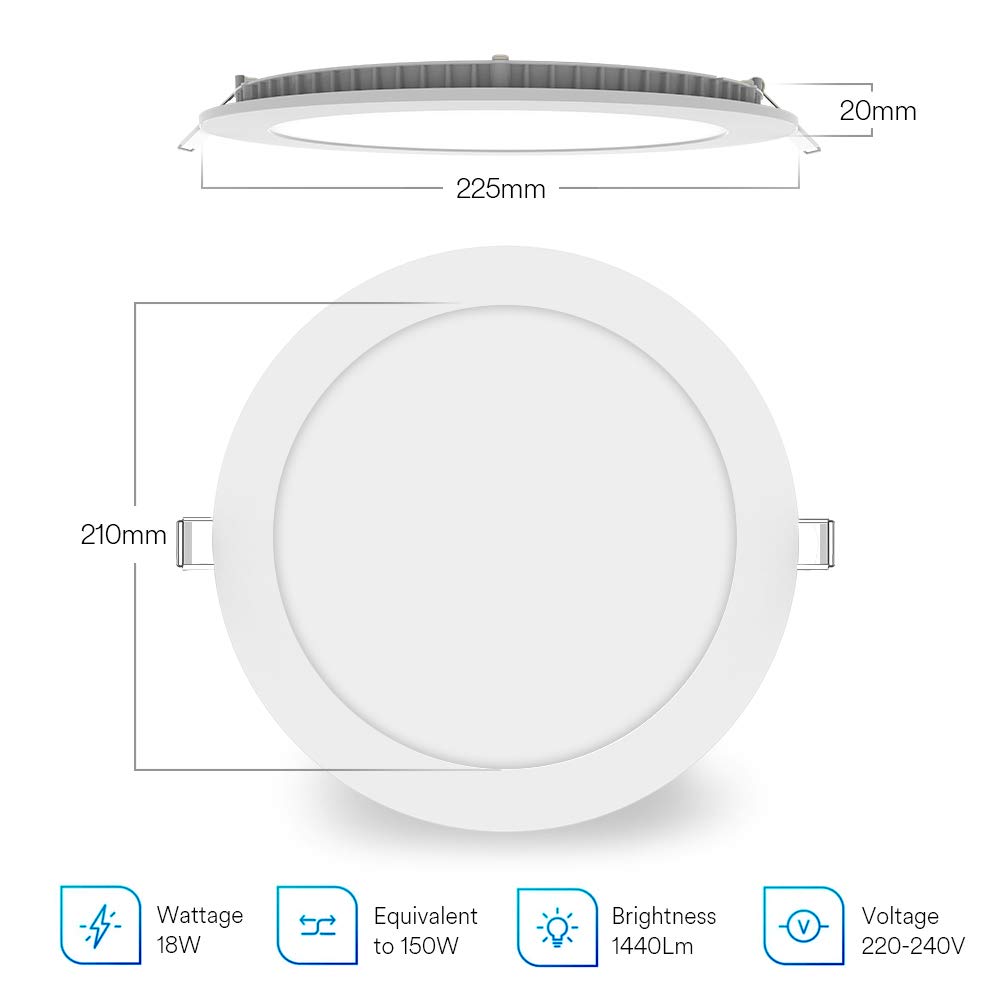 20mm
225mm
210mm
Wattage
18W
Equivalent
to 150W
Brightness
1440Lm
V
Voltage
220-240V